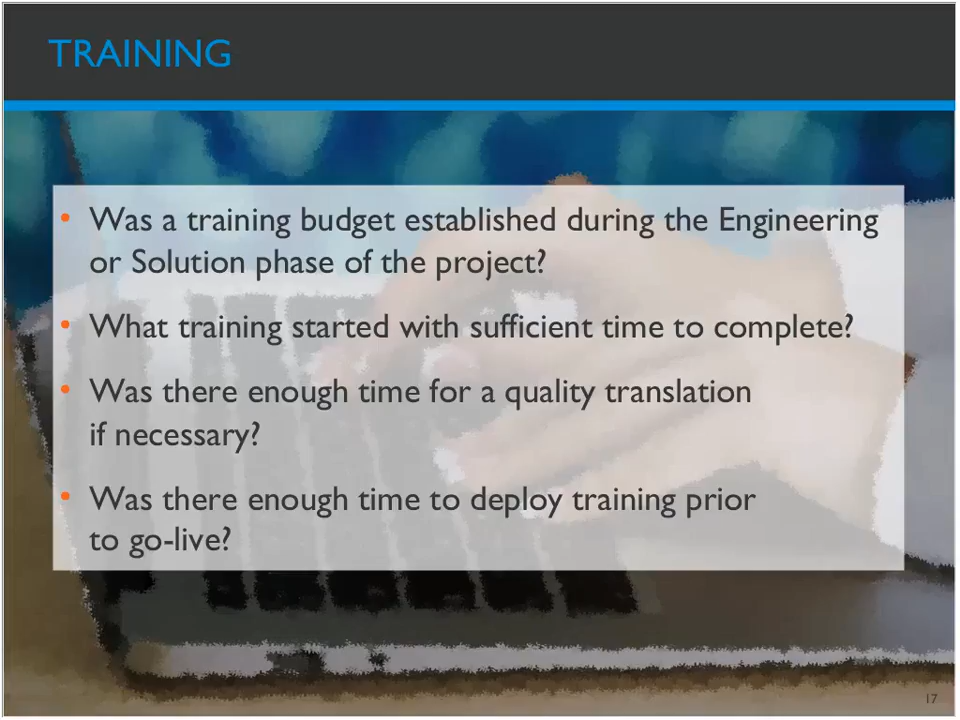 TRAINING
• Was a training budget established during the Engineering
or Solution phase of the project?
• What training started with sufficient time to complete?
• Was there enough time for a quality translation
if necessary?
• Was there enough time to deploy training prior
to go-live?
17